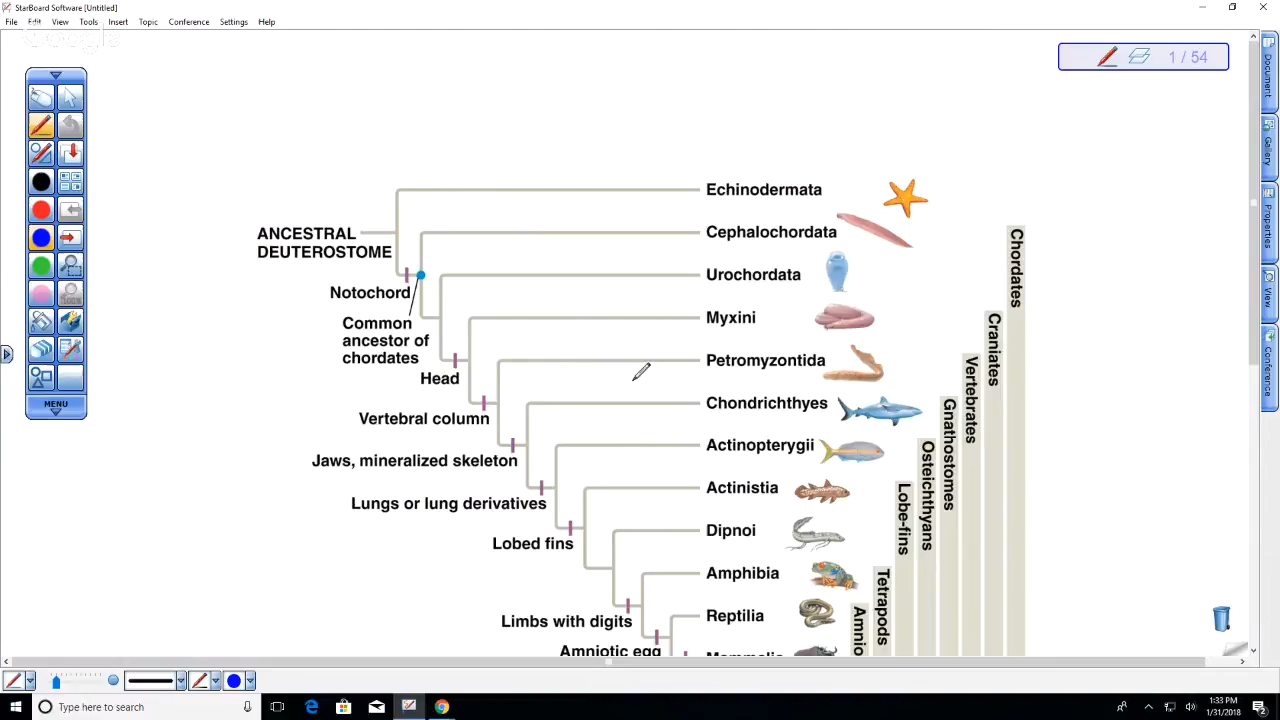 StarBoard Software [Untitled]
File Edit View Tools Insert Topic Conference Settings Help
1 / 54
MENU
Document
Gallery
Properties
View
Conference
ANCESTRAL
DEUTEROSTOME
Notochord
Common
ancestor of
chordates
Head
Vertebral column
Jaws, mineralized skeleton
Lungs or lung derivatives
Lobed fins
Limbs with digits
Amniotic egg
Echinodermata
Cephalochordata
Urochordata
Myxini
Petromyzontida
Chondrichthyes
Actinopterygii
Actinistia
Dipnoi
Amphibia
Reptilia
Mammalia
Chordates
Craniates
Vertebrates
Gnathostomes
Osteichthyans
Lobe-fins
Tetrapods
Amnio
Type here to search
1:33 PM
1/31/2018